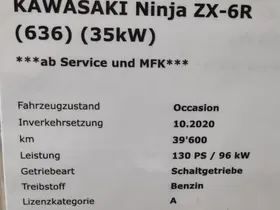 KAWASAKI Ninja ZX-6R
(636) (35kW)
***ab Service und MFK***
Fahrzeugzustand Occasion
Inverkehrsetzung 10.2020
km 39'600
Leistung 130 PS / 96 kW
Getriebeart Schaltgetriebe
Treibstoff Benzin
Lizenzkategorie A